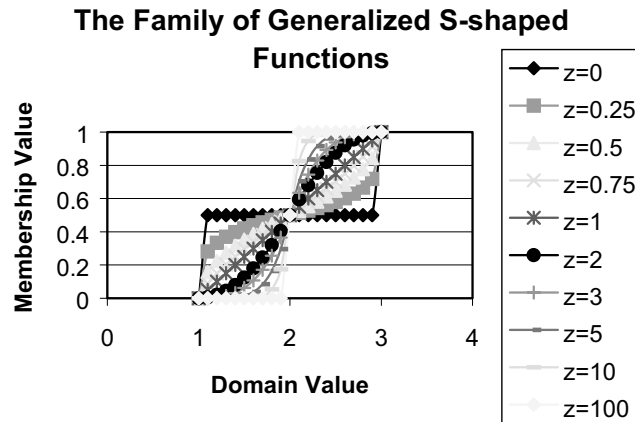 The Family of Generalized S-shaped
Functions
Membership Value
1
0.8
0.6
0.4
0.2
0
0
1
2
3
4
Domain Value
z=0
z=0.25
z=0.5
z=0.75
z=1
z=2
z=3
z=5
z=10
z=100